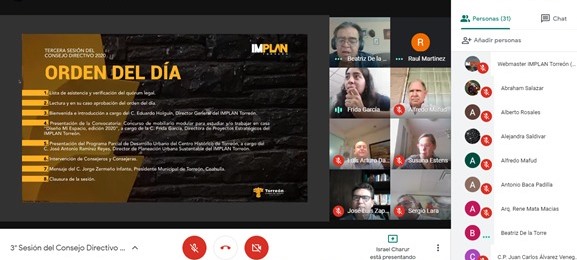 TERCERA SESIÓN DEL
CONSEJO DIRECTIVO 2020
IMPLAN
TORREÓN
ORDEN DEL DÍA
1. Lista de asistencia y verificación del quórum legal.
2. Lectura y en su caso aprobación del orden del día.
3. Bienvenida e introducción a cargo del C. Eduardo Holguín, Director General del IMPLAN Torreón.
4. Presentación de la Convocatoria: Concurso de mobiliario modular para estudiar y/o trabajar en casa
"Diseño Mi Espacio, edición 2020", a cargo de la C. Frida García, Directora de Proyectos Estratégicos del
IMPLAN Torreón.
5. Presentación del Programa Parcial de Desarrollo Urbano del Centro Histórico de Torreón, a cargo del
C. José Antonio Ramírez Reyes, Director de Planeación Urbana Sustentable del IMPLAN Torreón.
6. Intervención de Consejeros y Consejeras.
7. Mensaje del C. Jorge Zermeño Infante, Presidente Municipal de Torreón, Coahuila.
8. Clausura de la sesión.
Torreón
Beatriz De la ...
R
Raul Martinez
Frida García
Alfredo
Luis Arturo Da...
Susana Estens
José Luis Zap...
Sergio Lara
3° Sesión del Consejo Directivo ...
Israel Charur
está presentando
Personas (31)
Chat
Añadir personas
Webmaster IMPLAN Torreón (...
Abraham Salazar
Alberto Rosales
Alejandra Saldívar
A
Alfredo Mafud
A
Antonio Baca Padilla
A
Arq. Rene Mata Macias
B
Beatriz De la Torre
C
C.P. Juan Carlos Álvarez Veneg...